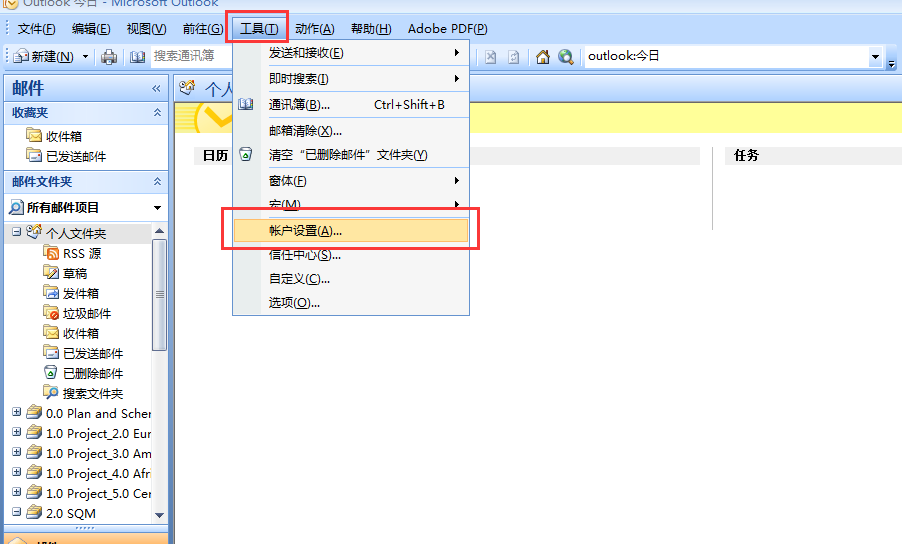 Outlook 今日 - Microsoft Outlook
文件(F) 编辑(E) 视图(V) 前往(G) 工具(T) 动作(A) 帮助(H) Adobe PDF(P)
新建(N) 搜索通讯簿 outlook:今日
邮件
收藏夹
收件箱
已发送邮件
邮件文件夹
所有邮件项目
个人文件夹
RSS 源
草稿
发件箱
垃圾邮件
收件箱
已发送邮件
已删除邮件
搜索文件夹
0.0 Plan and Scher
1.0 Project_2.0 Eur
1.0 Project_3.0 Am
1.0 Project_4.0 Afri
1.0 Project_5.0 Cer
2.0 SQM
发送和接收(E)
即时搜索(I)
通讯簿(B)... Ctrl+Shift+B
邮箱清除(X)...
清空“已删除邮件”文件夹(Y)
窗体(F)
宏(M)
帐户设置(A)...
信任中心(S)...
自定义(C)...
选项(O)...
个人
日历
任务